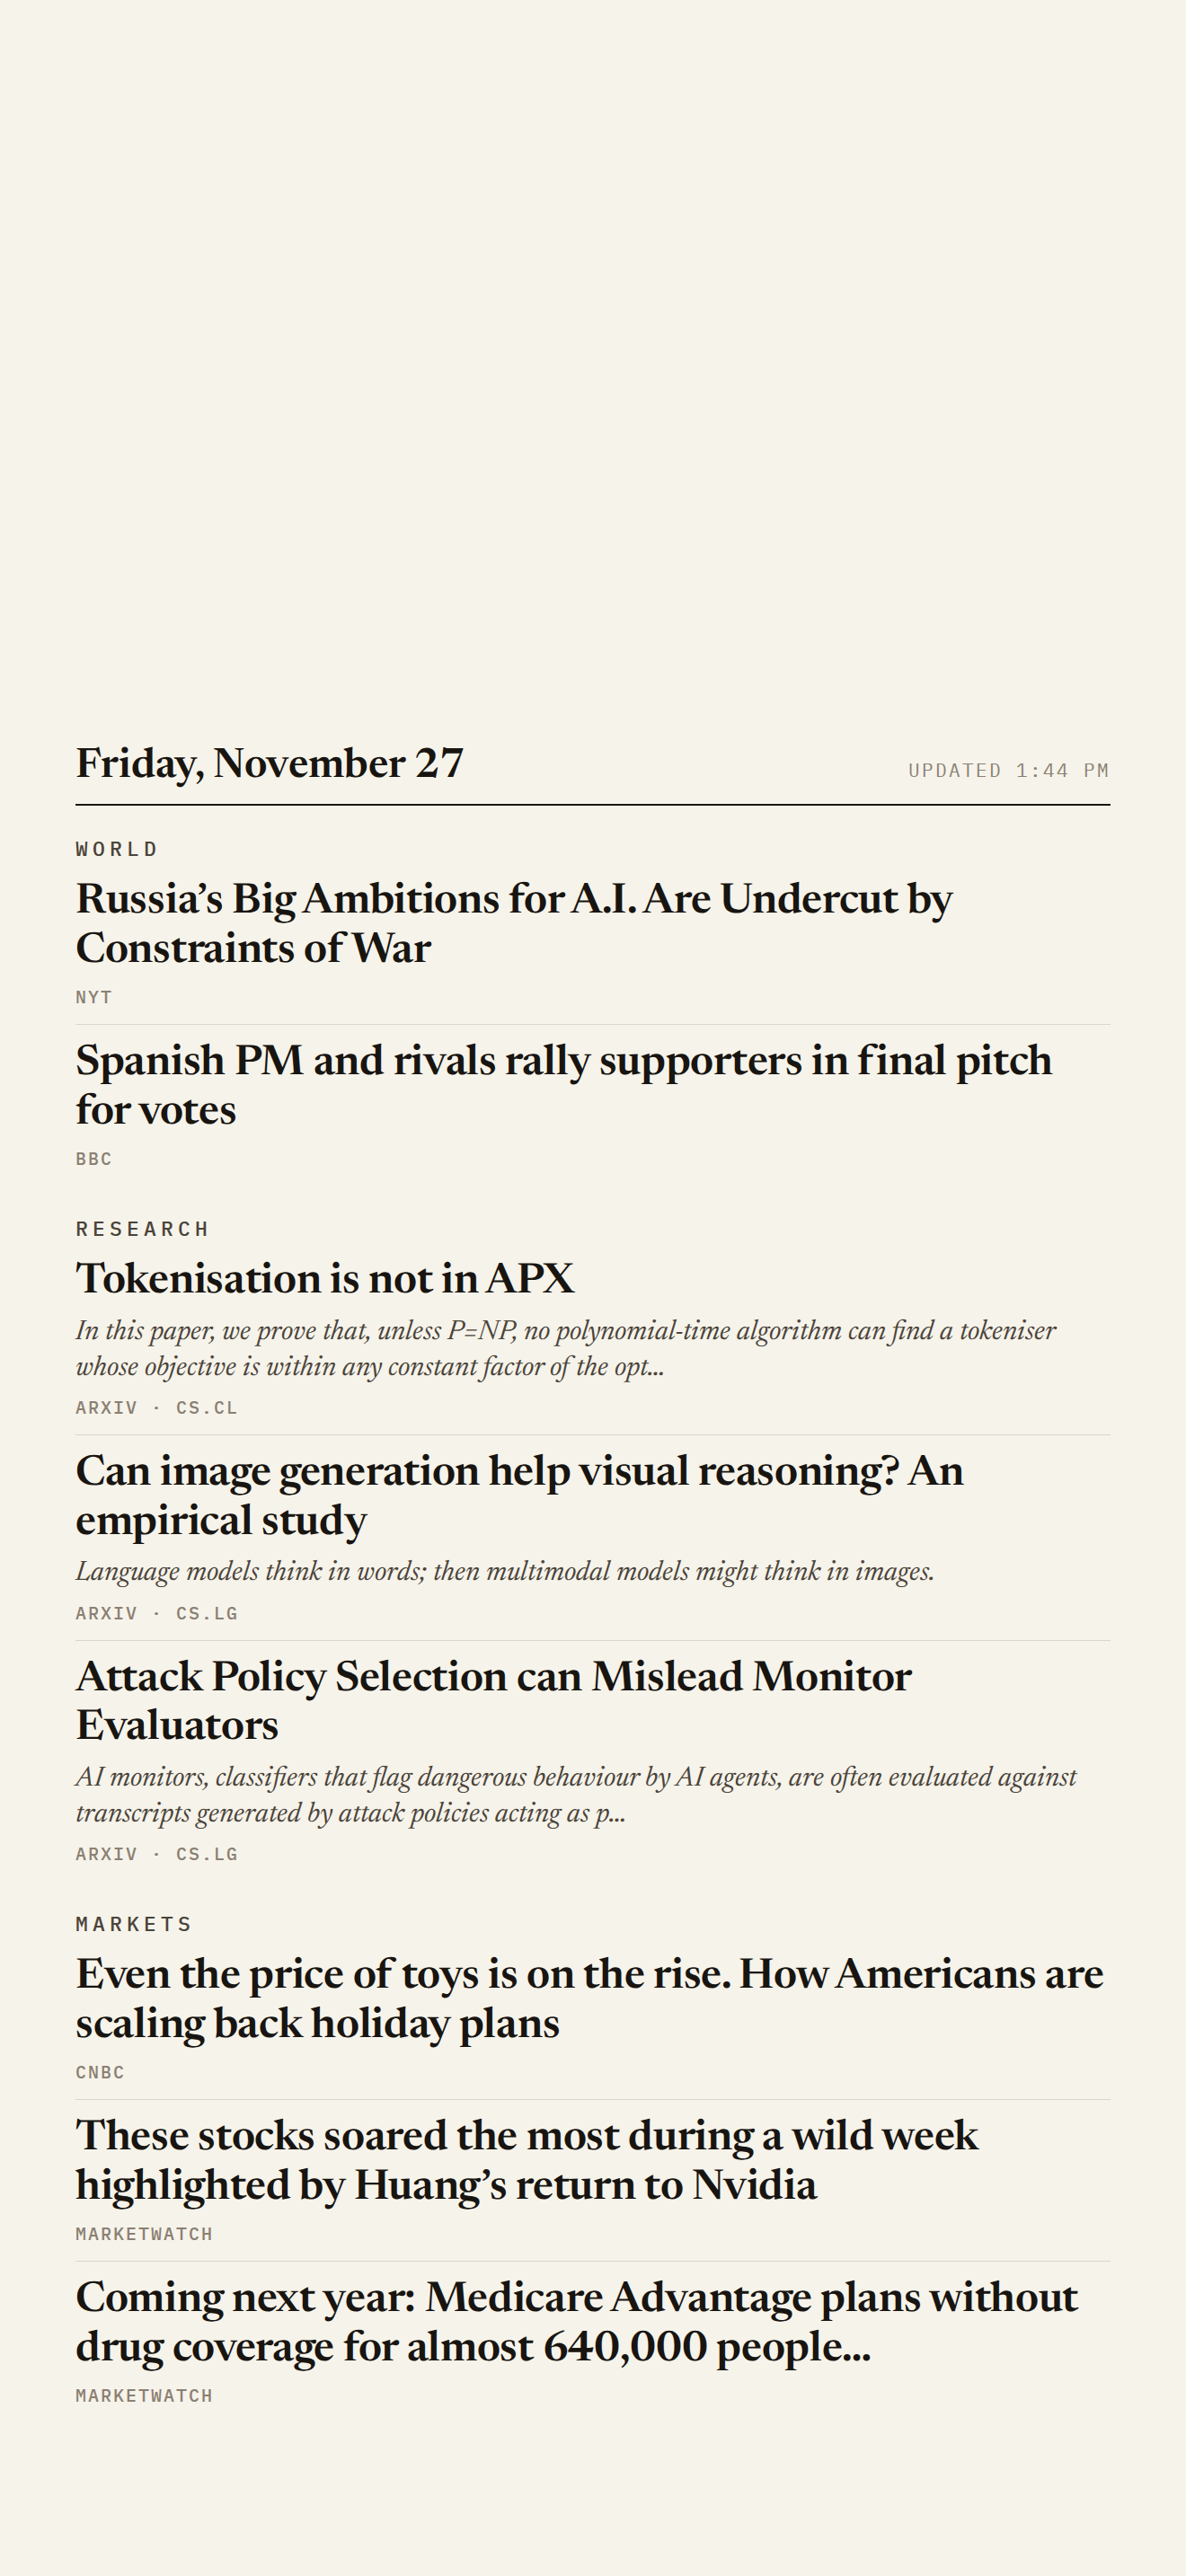 Friday, November 27
UPDATED 1:44 PM
WORLD
Russia’s Big Ambitions for A.I. Are Undercut by
Constraints of War
NYT
Spanish PM and rivals rally supporters in final pitch
for votes
BBC
RESEARCH
Tokenisation is not in APX
In this paper, we prove that, unless P=NP, no polynomial-time algorithm can find a tokeniser
whose objective is within any constant factor of the opt...
ARXIV · CS.CL
Can image generation help visual reasoning? An
empirical study
Language models think in words; then multimodal models might think in images.
ARXIV · CS.LG
Attack Policy Selection can Mislead Monitor
Evaluators
AI monitors, classifiers that flag dangerous behaviour by AI agents, are often evaluated against
transcripts generated by attack policies acting as p...
ARXIV · CS.LG
MARKETS
Even the price of toys is on the rise. How Americans are
scaling back holiday plans
CNBC
These stocks soared the most during a wild week
highlighted by Huang’s return to Nvidia
MARKETWATCH
Coming next year: Medicare Advantage plans without
drug coverage for almost 640,000 people...
MARKETWATCH